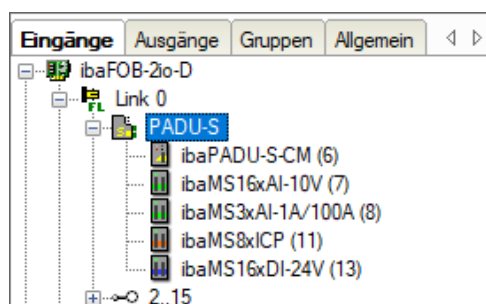 Eingänge Ausgänge Gruppen Allgemein
ibaFOB-2io-D
FL Link 0
PADU-S
ibaPADU-S-CM (6)
ibaMS16xAI-10V (7)
ibaMS3xAI-1A/100A (8)
ibaMS8xICP (11)
ibaMS16xDI-24V (13)
2..15